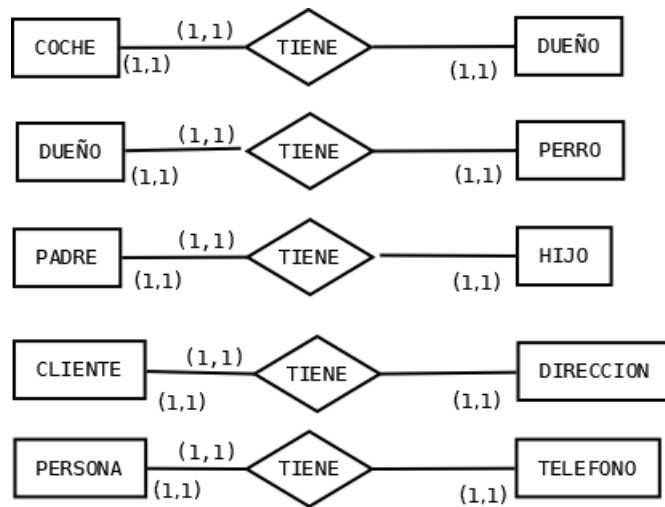 (1,1)
COCHE TIENE DUEÑO
(1,1) (1,1)
(1,1)
DUEÑO TIENE PERRO
(1,1) (1,1)
(1,1)
PADRE TIENE HIJO
(1,1) (1,1)
(1,1)
CLIENTE TIENE DIRECCION
(1,1) (1,1)
(1,1)
PERSONA TIENE TELEFONO
(1,1) (1,1)